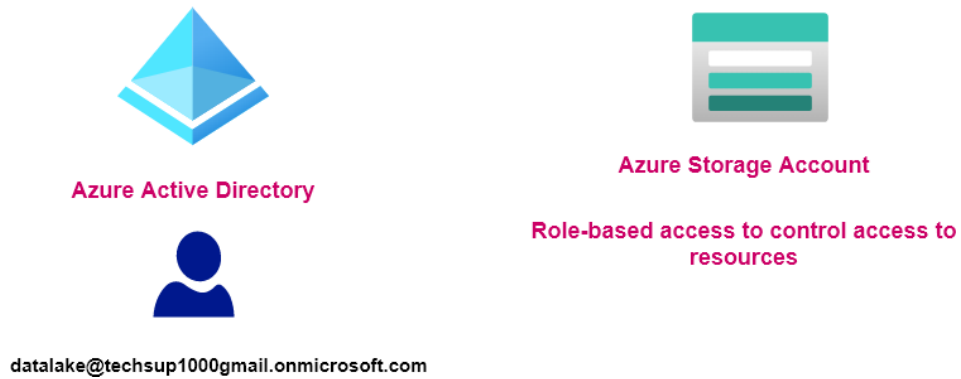 Azure Active Directory
datalake@techsup1000gmail.onmicrosoft.com
Azure Storage Account
Role-based access to control access to
resources